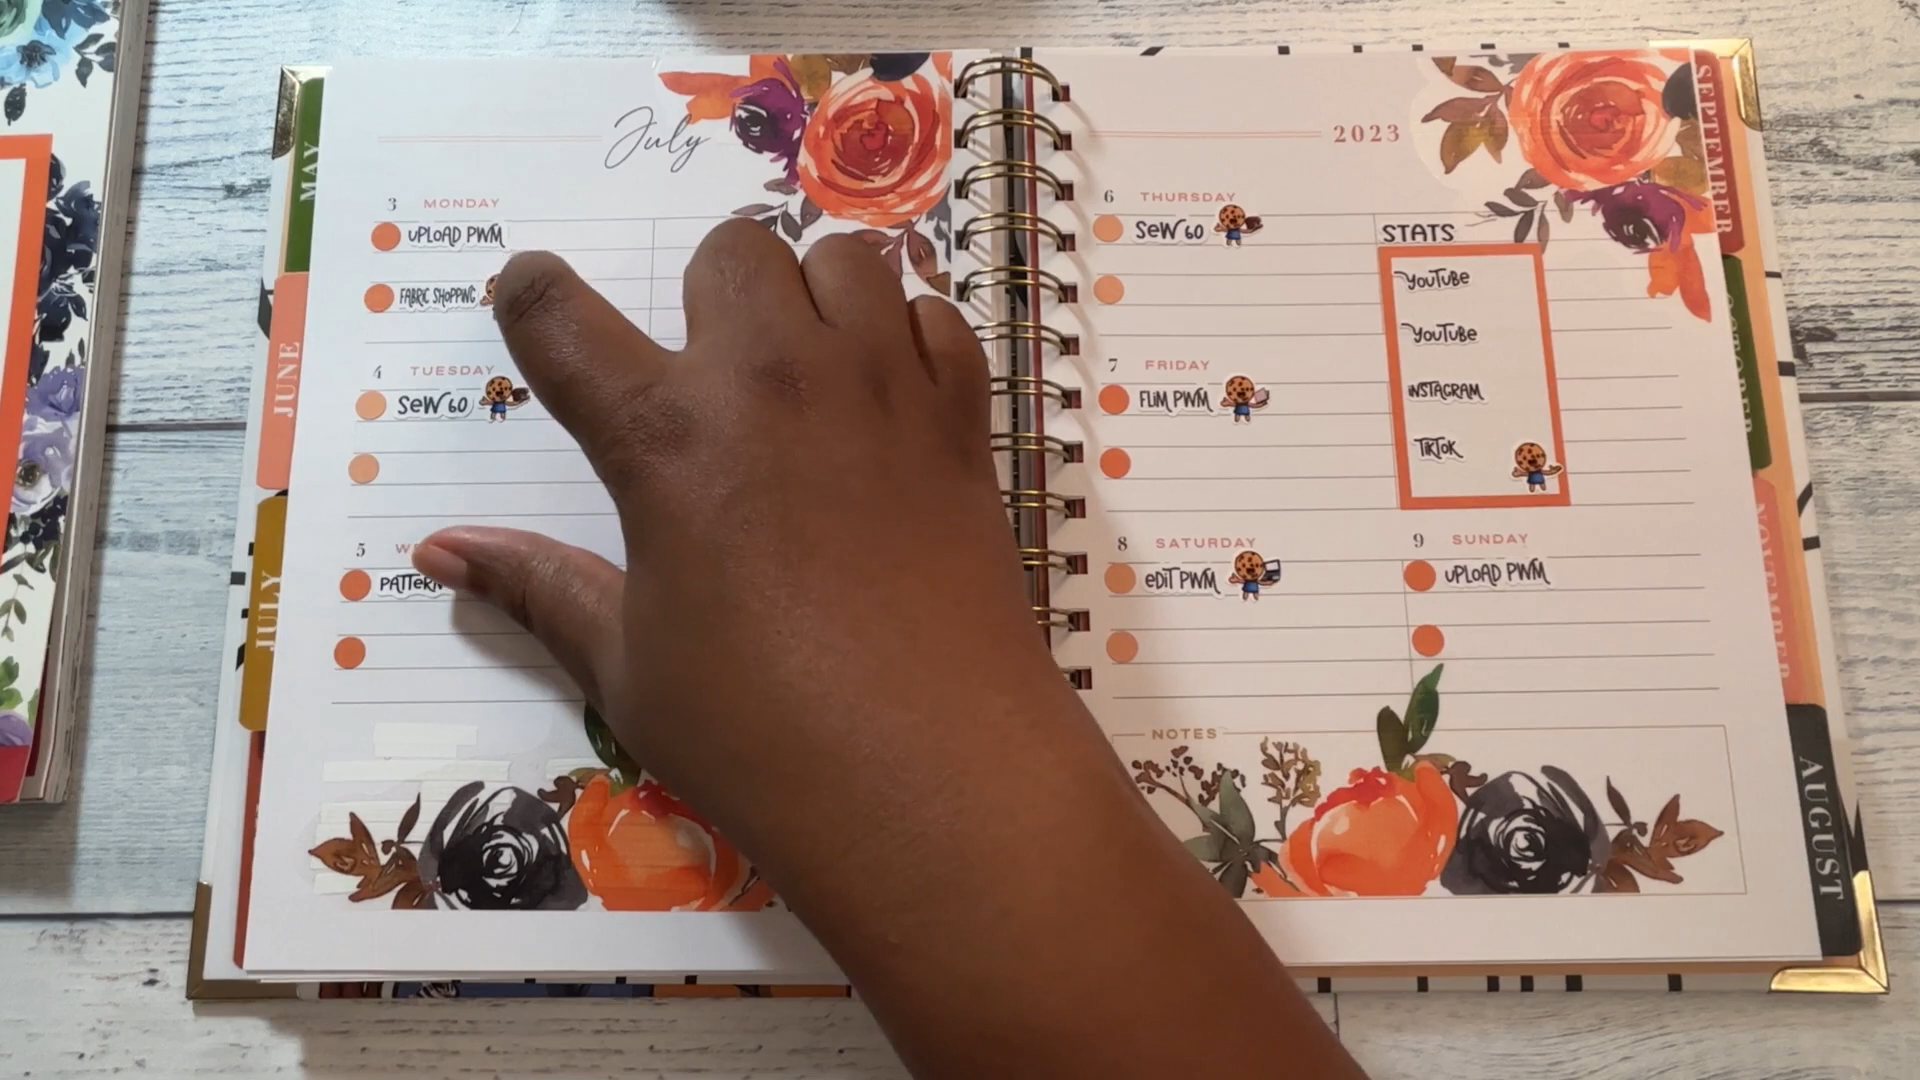 July
3 MONDAY
UPLOAD PWM
FABRIC SHOPPING
4 TUESDAY
SEW 60
5
PATTERN
2023
6 THURSDAY
SEW 60
STATS
YOUTUBE
YOUTUBE
INSTAGRAM
TIKTOK
7 FRIDAY
FLIM PWM
8 SATURDAY
EDIT PWM
9 SUNDAY
UPLOAD PWM
NOTES
MAY
JUNE
JULY
SEPTEMBER
OCTOBER
NOVEMBER
AUGUST